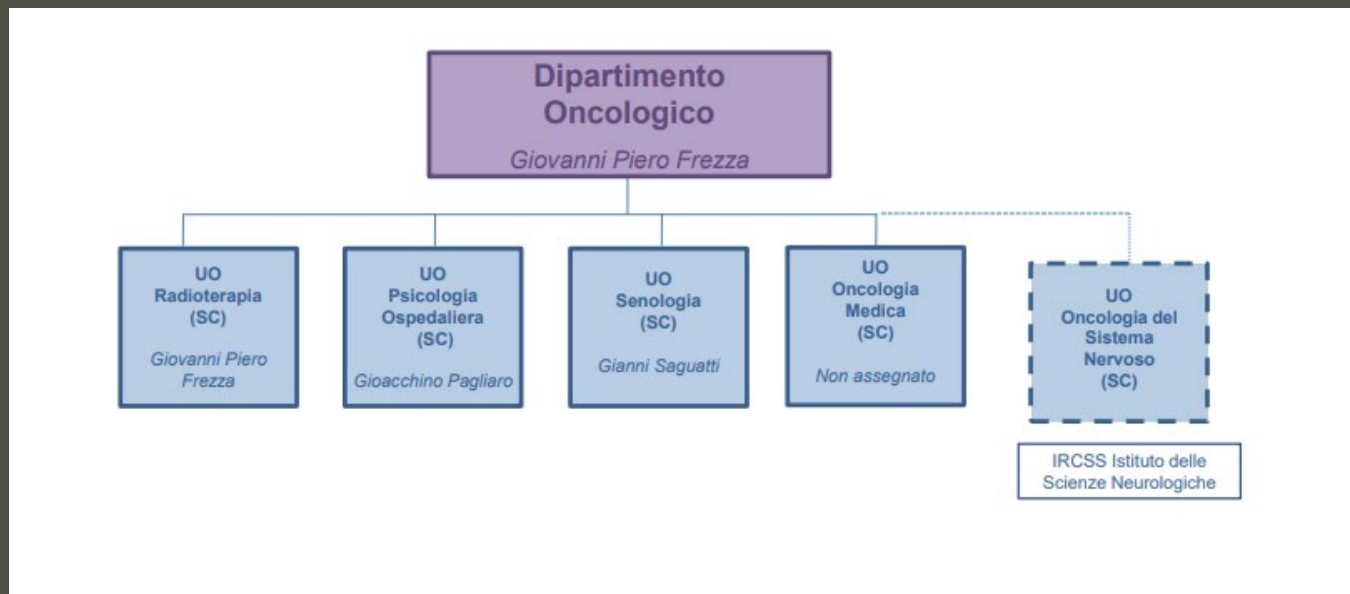 Dipartimento
Oncologico
Giovanni Piero Frezza
UO
Radioterapia
(SC)
Giovanni Piero
Frezza
UO
Psicologia
Ospedaliera
(SC)
Gioacchino Pagliaro
UO
Senologia
(SC)
Gianni Saguatti
UO
Oncologia
Medica
(SC)
Non assegnato
UO
Oncologia del
Sistema
Nervoso
(SC)
IRCSS Istituto delle
Scienze Neurologiche